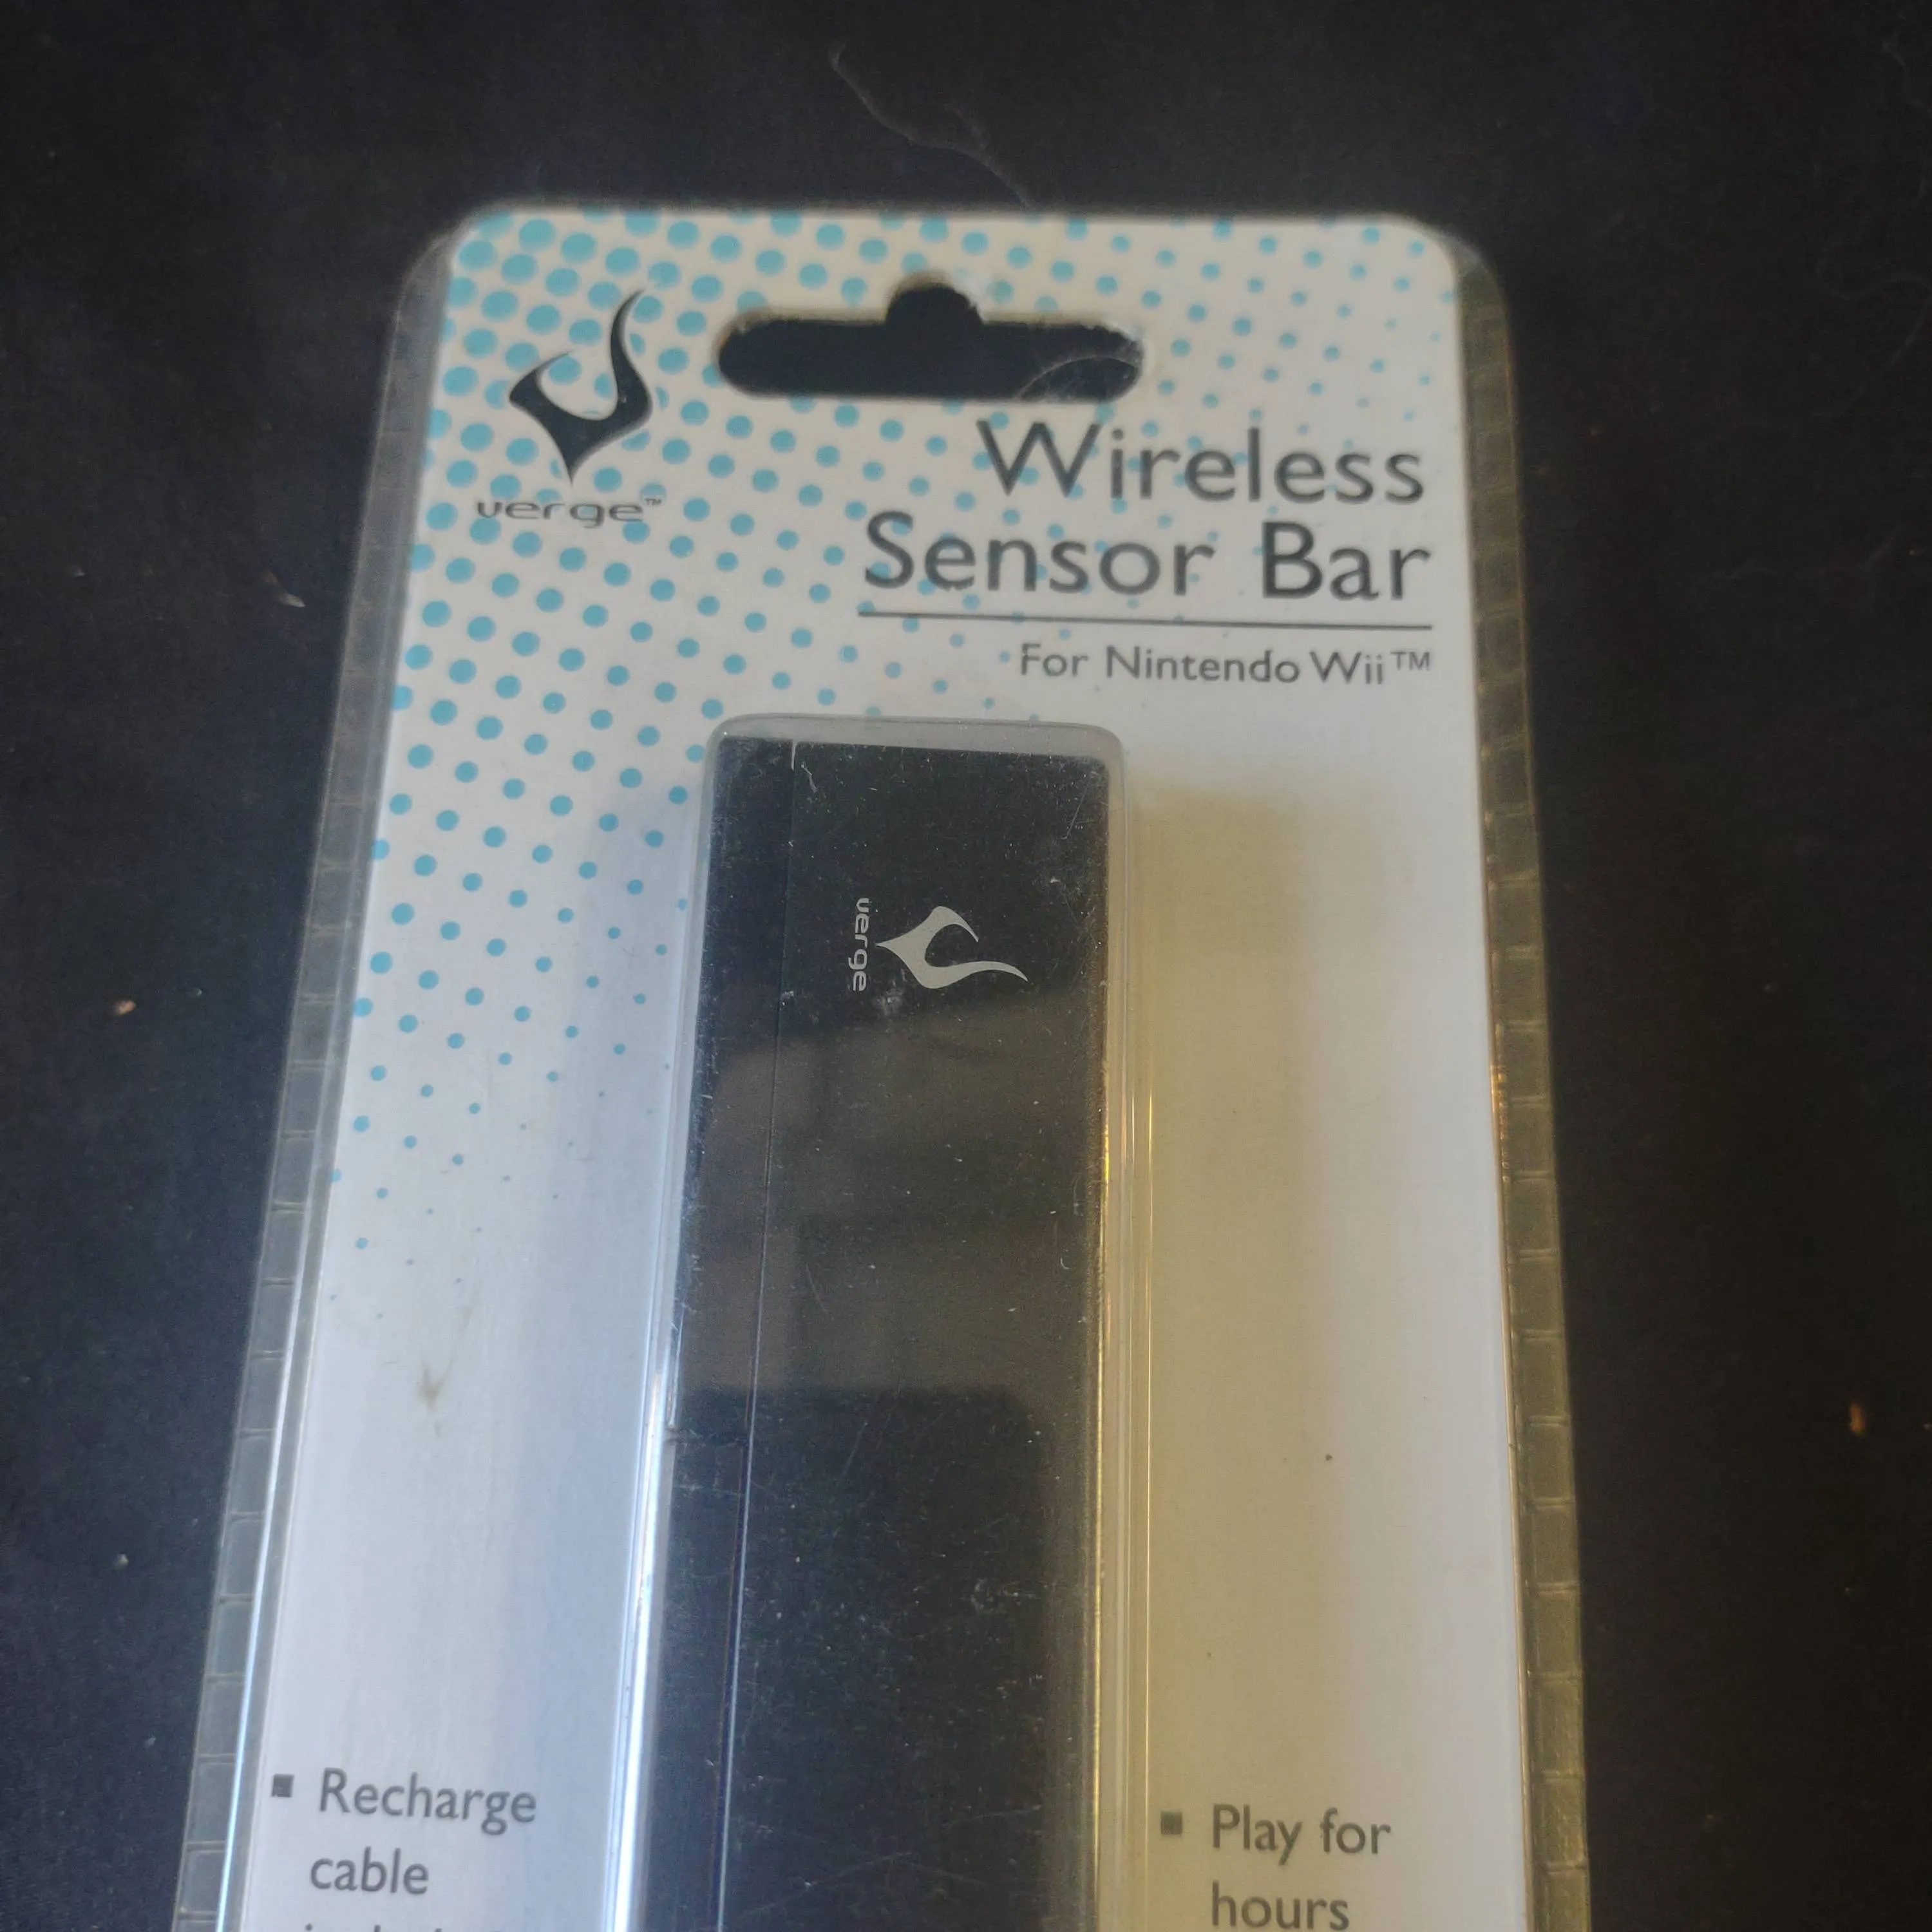 verge™
Wireless
Sensor Bar
For Nintendo Wii™
verge
▪ Recharge
cable
▪ Play for
hours